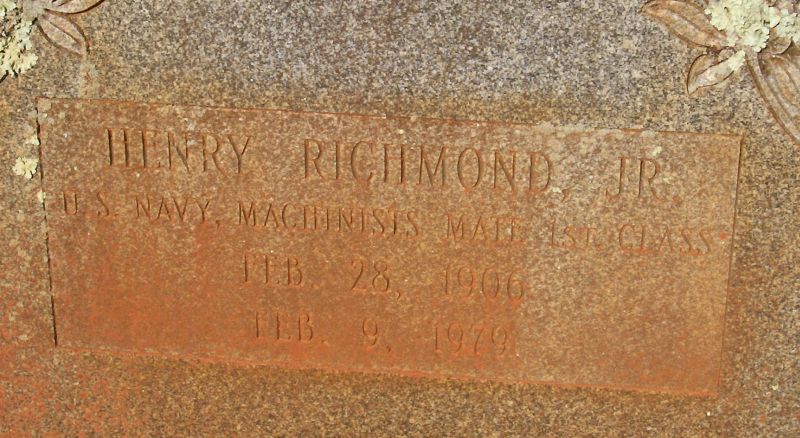 HENRY RICHMOND, JR.
U.S. NAVY, MACHINISTS MATE 1ST. CLASS
FEB. 28, 1906
FEB. 9, 1979